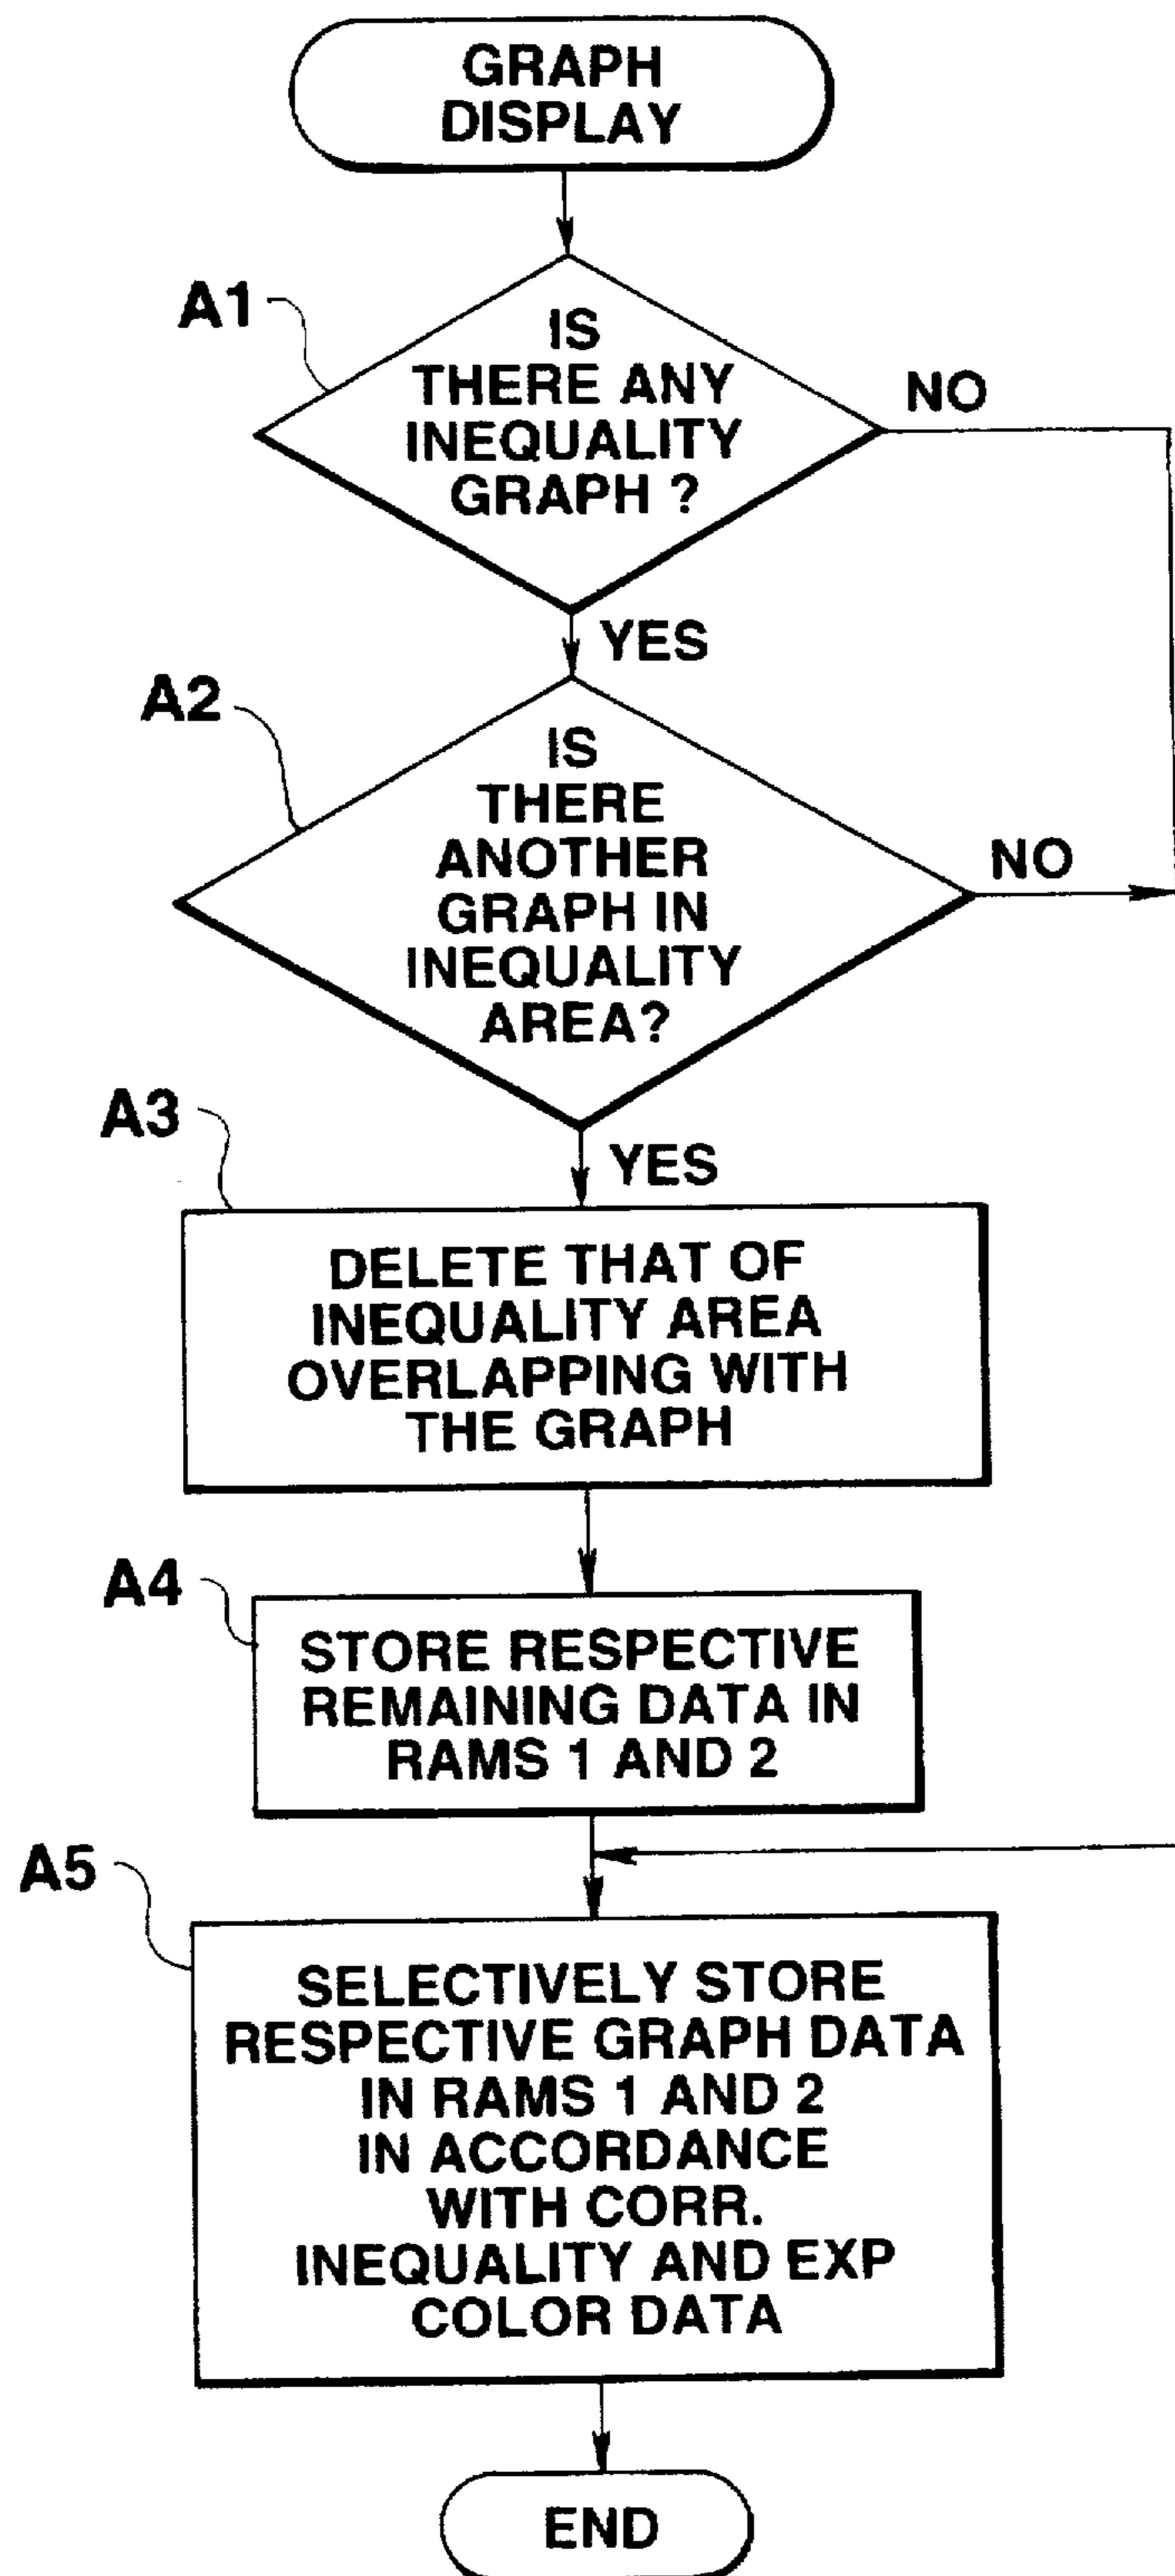 GRAPH
DISPLAY
A1
IS
THERE ANY
INEQUALITY
GRAPH ?
NO
YES
A2
IS
THERE
ANOTHER
GRAPH IN
INEQUALITY
AREA?
NO
YES
A3
DELETE THAT OF
INEQUALITY AREA
OVERLAPPING WITH
THE GRAPH
A4
STORE RESPECTIVE
REMAINING DATA IN
RAMS 1 AND 2
A5
SELECTIVELY STORE
RESPECTIVE GRAPH DATA
IN RAMS 1 AND 2
IN ACCORDANCE
WITH CORR.
INEQUALITY AND EXP
COLOR DATA
END